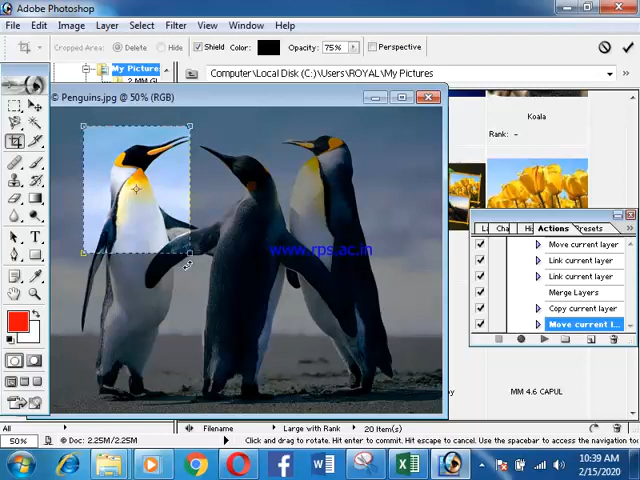 Adobe Photoshop
File Edit Image Layer Select Filter View Window Help
Cropped Area: Delete Hide Shield Color: Opacity: 75% Perspective
My Pictures
Computer\Local Disk (C:)\Users\ROYAL\My Pictures
Penguins.jpg @ 50% (RGB)
Koala
Rank: -
www.rps.ac.in
Actions
Move current layer
Link current layer
Link current layer
Merge Layers
Copy current layer
Move current l...
MM 4.6 CAPUL
All Filename Large with Rank 20 Item(s)
50% Doc: 2.25M/2.25M Click and drag to rotate. Hit enter to commit. Hit escape to cancel. Use the spacebar to access the navigation
10:39 AM
2/15/2020